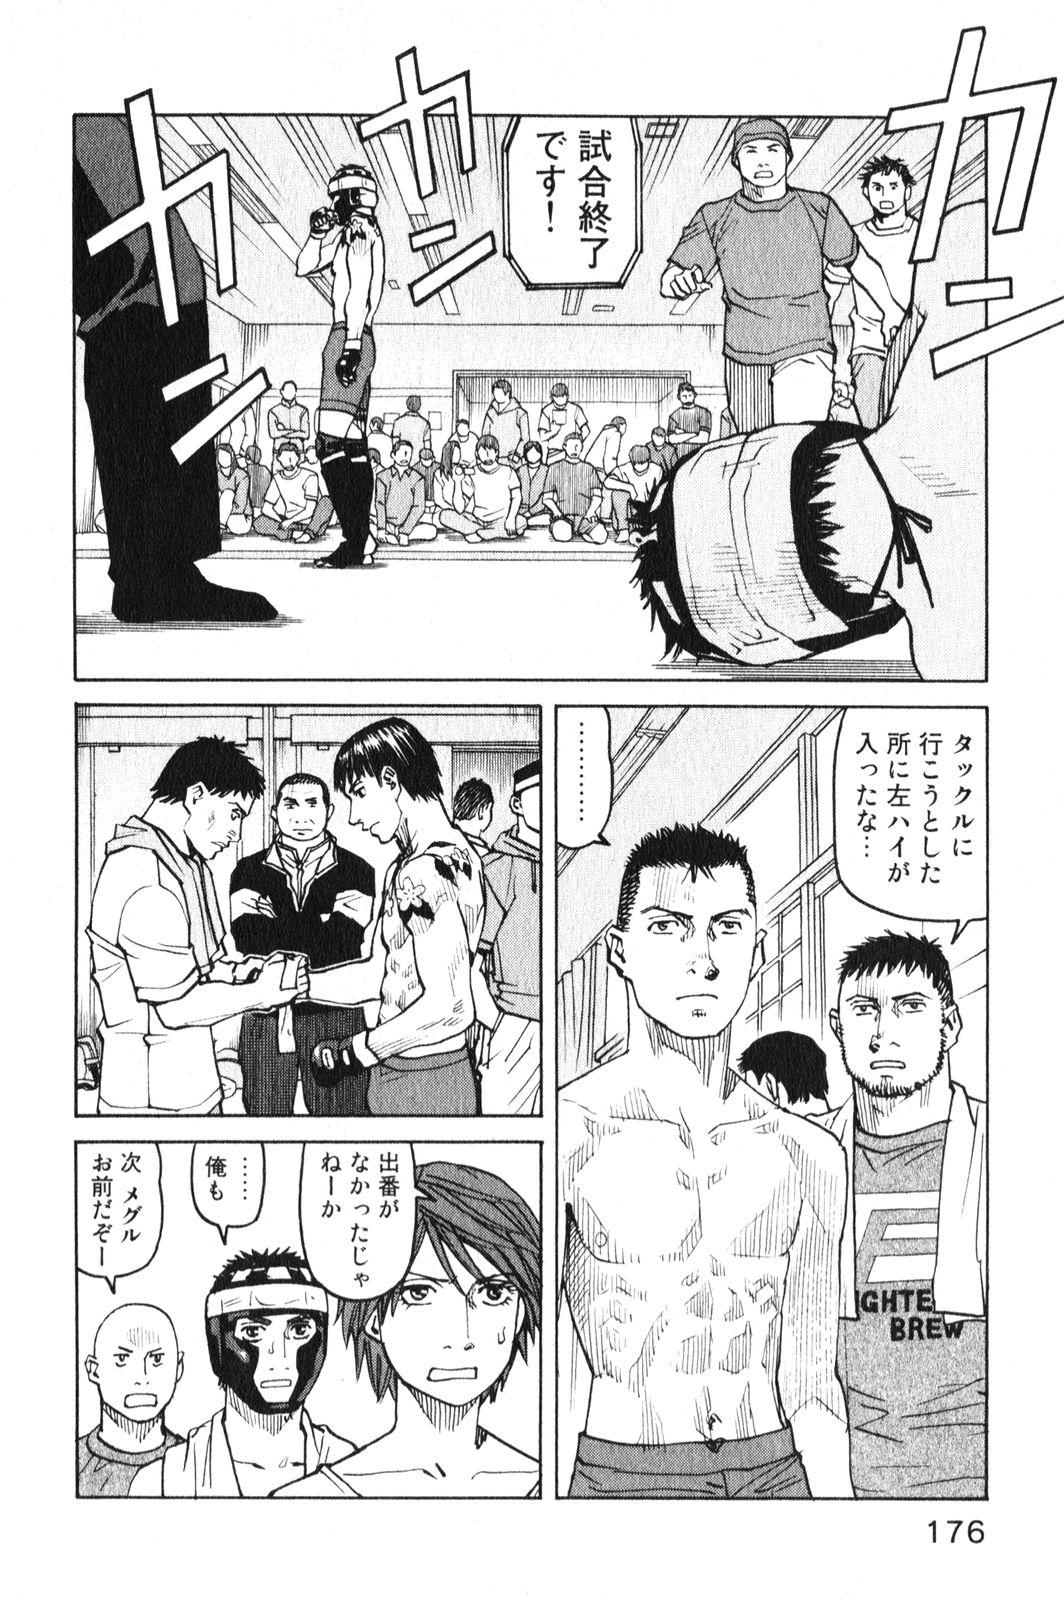 カンカンカンカン
試合終了
です!
タックルに
行こうとした
所に左ハイが
入ったな…
………
FIGHTE
BREW
出番が
なかったじゃ
ねーか
……
俺も
次 メグル
お前だぞー
176